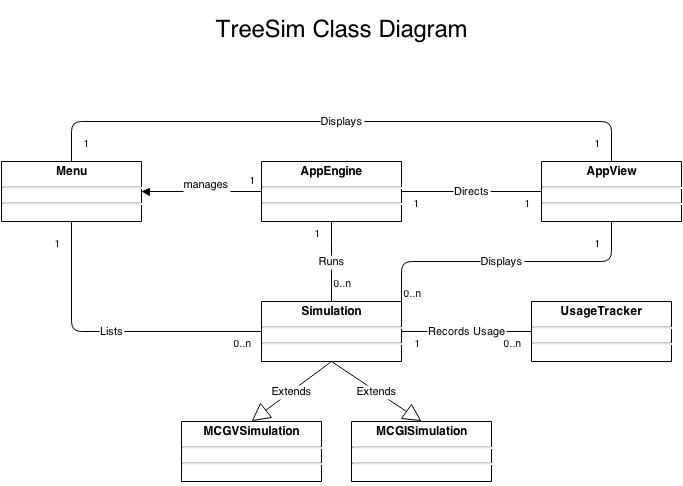 TreeSim Class Diagram
Displays
1
1
Menu
AppEngine
AppView
manages
1
Directs
1
1
1
1
1
Runs
Displays
0..n
0..n
Simulation
UsageTracker
Lists
Records Usage
0..n
1
0..n
Extends
Extends
MCGVSimulation
MCGISimulation